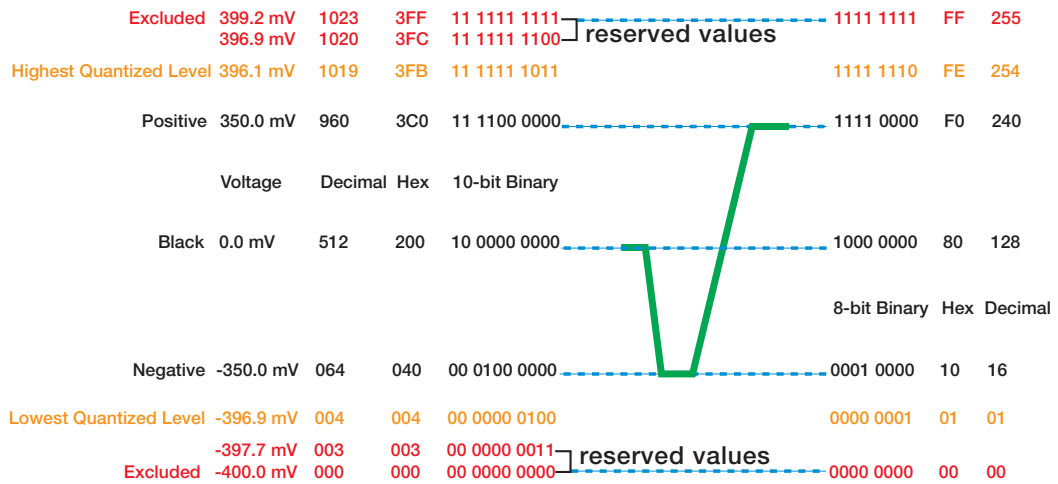 Excluded 399.2 mV 1023 3FF 11 1111 1111 1111 1111 FF 255
396.9 mV 1020 3FC 11 1111 1100 reserved values
Highest Quantized Level 396.1 mV 1019 3FB 11 1111 1011 1111 1110 FE 254
Positive 350.0 mV 960 3C0 11 1100 0000 1111 0000 F0 240
Voltage Decimal Hex 10-bit Binary
Black 0.0 mV 512 200 10 0000 0000 1000 0000 80 128
8-bit Binary Hex Decimal
Negative -350.0 mV 064 040 00 0100 0000 0001 0000 10 16
Lowest Quantized Level -396.9 mV 004 004 00 0000 0100 0000 0001 01 01
-397.7 mV 003 003 00 0000 0011 reserved values
Excluded -400.0 mV 000 000 00 0000 0000 0000 0000 00 00